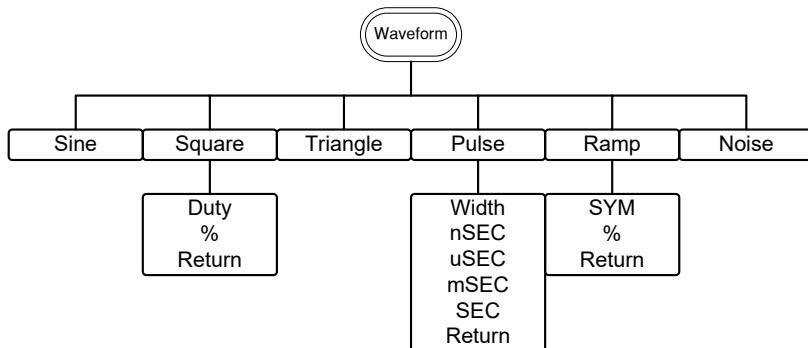 Waveform
Sine Square Triangle Pulse Ramp Noise
Duty
%
Return
Width
nSEC
uSEC
mSEC
SEC
Return
SYM
%
Return